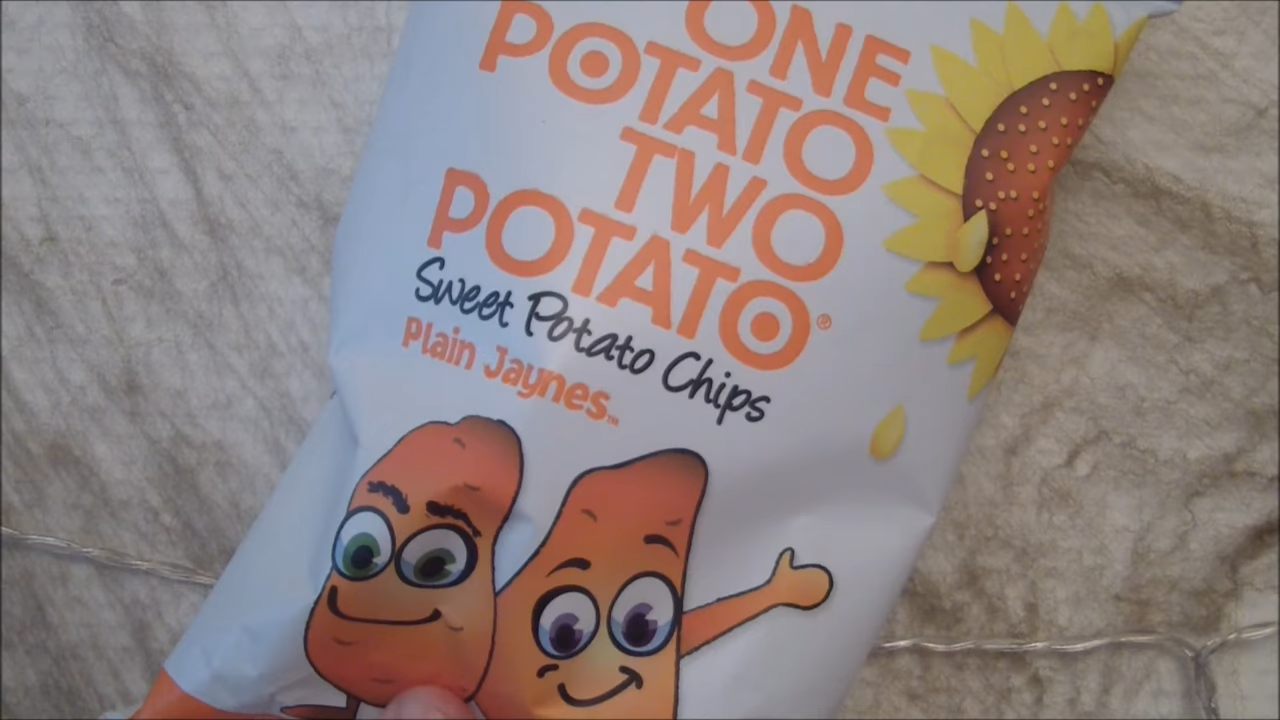 ONE
POTATO
TWO
POTATO®
Sweet Potato Chips
Plain Jaynes™